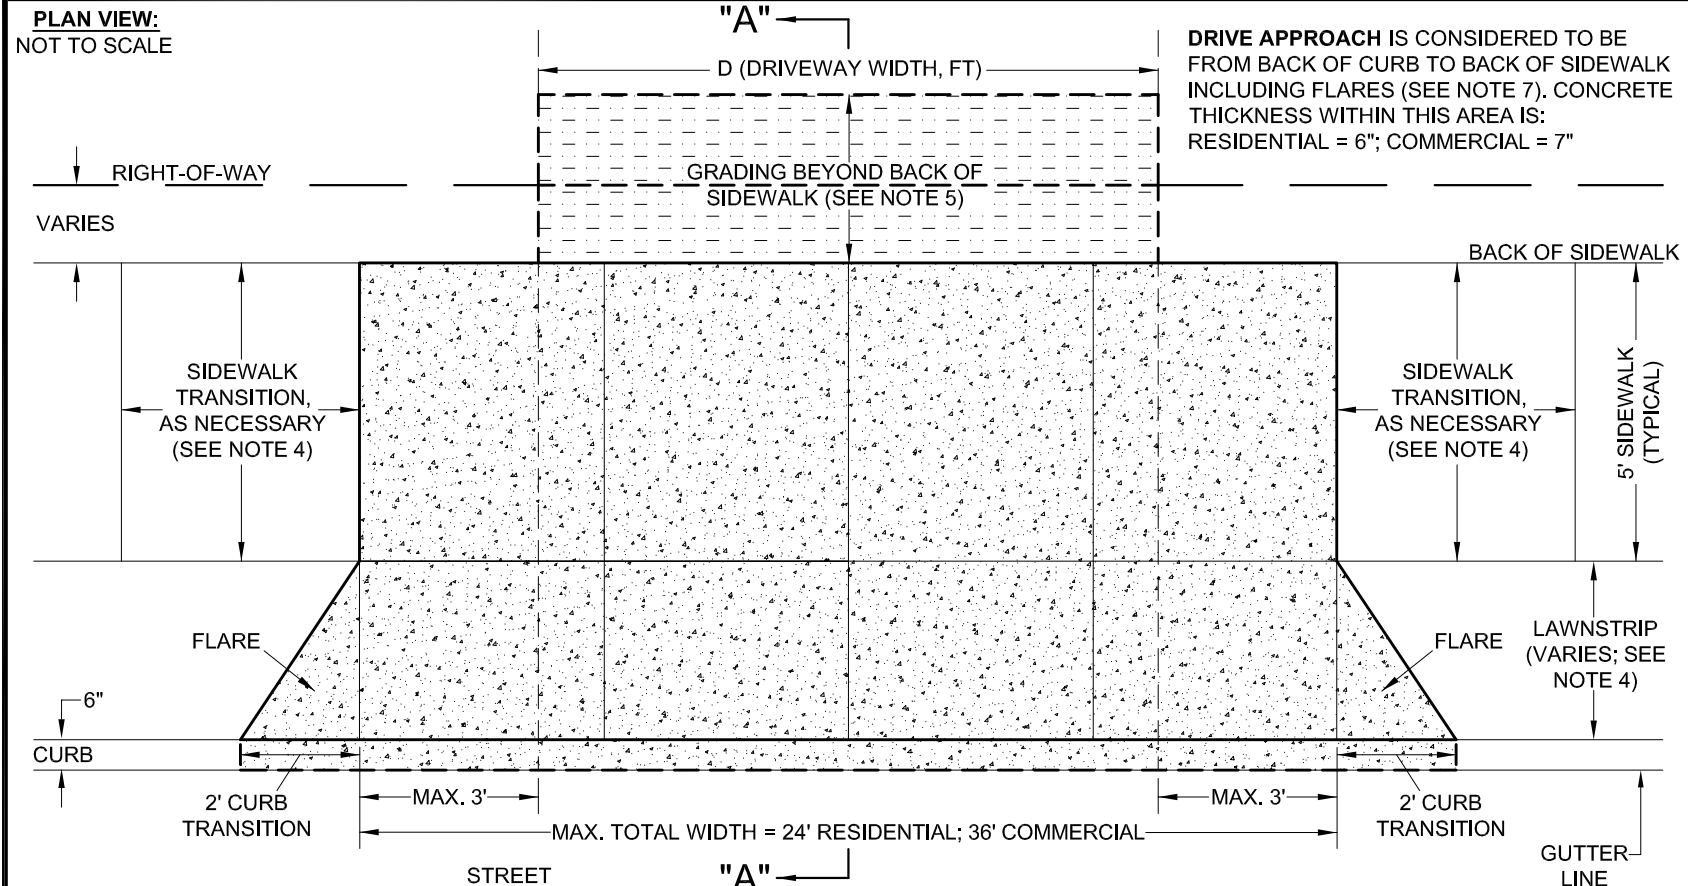 PLAN VIEW:
NOT TO SCALE
"A"
D (DRIVEWAY WIDTH, FT)
DRIVE APPROACH IS CONSIDERED TO BE
FROM BACK OF CURB TO BACK OF SIDEWALK
INCLUDING FLARES (SEE NOTE 7). CONCRETE
THICKNESS WITHIN THIS AREA IS:
RESIDENTIAL = 6"; COMMERCIAL = 7"
RIGHT-OF-WAY
GRADING BEYOND BACK OF
SIDEWALK (SEE NOTE 5)
VARIES
BACK OF SIDEWALK
SIDEWALK
TRANSITION,
AS NECESSARY
(SEE NOTE 4)
SIDEWALK
TRANSITION,
AS NECESSARY
(SEE NOTE 4)
5' SIDEWALK
(TYPICAL)
FLARE
FLARE
LAWNSTRIP
(VARIES; SEE
NOTE 4)
6"
CURB
2' CURB
TRANSITION
MAX. 3'
MAX. 3'
2' CURB
TRANSITION
MAX. TOTAL WIDTH = 24' RESIDENTIAL; 36' COMMERCIAL
STREET
"A"
GUTTER
LINE